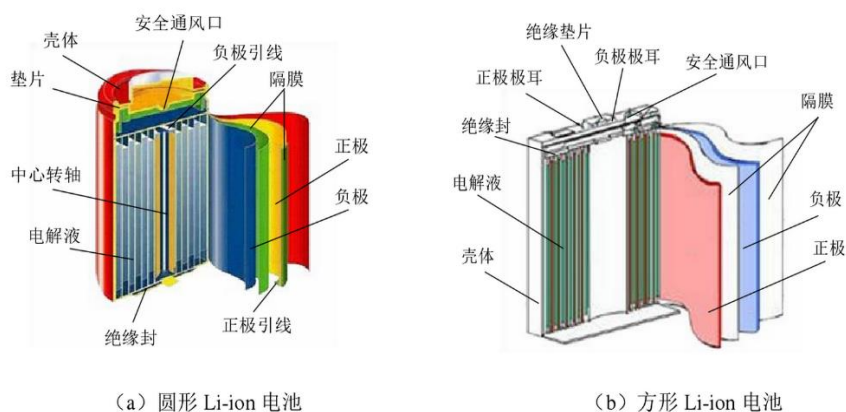 安全通风口
壳体
负极引线
垫片
隔膜
正极
中心转轴
负极
电解液
绝缘封
正极引线
(a) 圆形 Li-ion 电池
绝缘垫片
负极极耳
安全通风口
正极极耳
隔膜
绝缘封
电解液
负极
壳体
正极
(b) 方形 Li-ion 电池